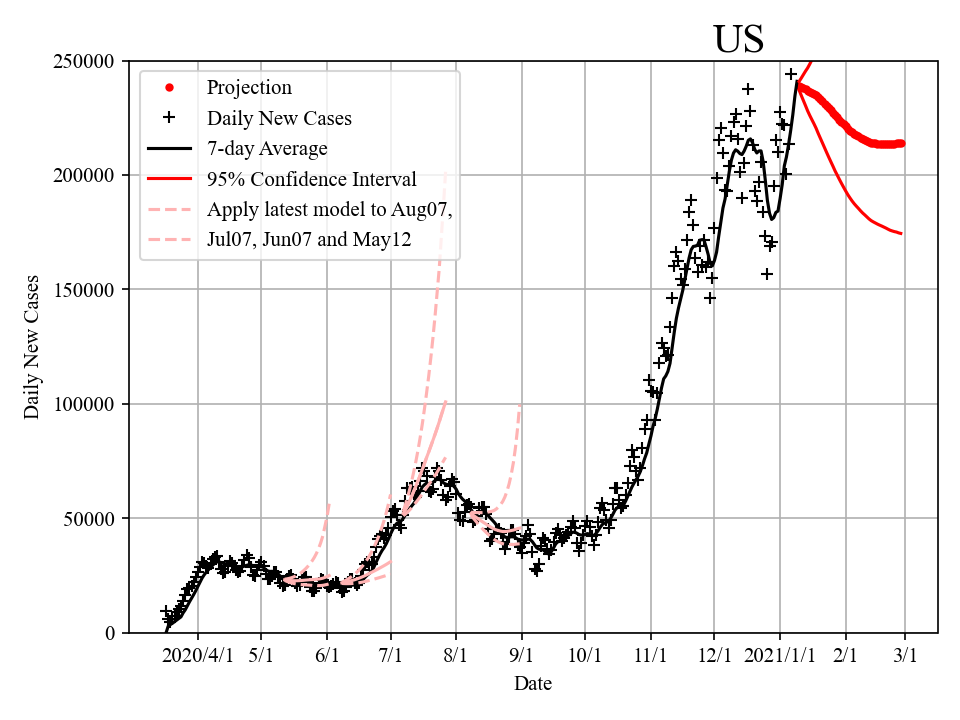 US
250000
200000
150000
100000
50000
0
Daily New Cases
Projection
Daily New Cases
7-day Average
95% Confidence Interval
Apply latest model to Aug07,
Jul07, Jun07 and May12
2020/4/1 5/1 6/1 7/1 8/1 9/1 10/1 11/1 12/1 2021/1/1 2/1 3/1
Date